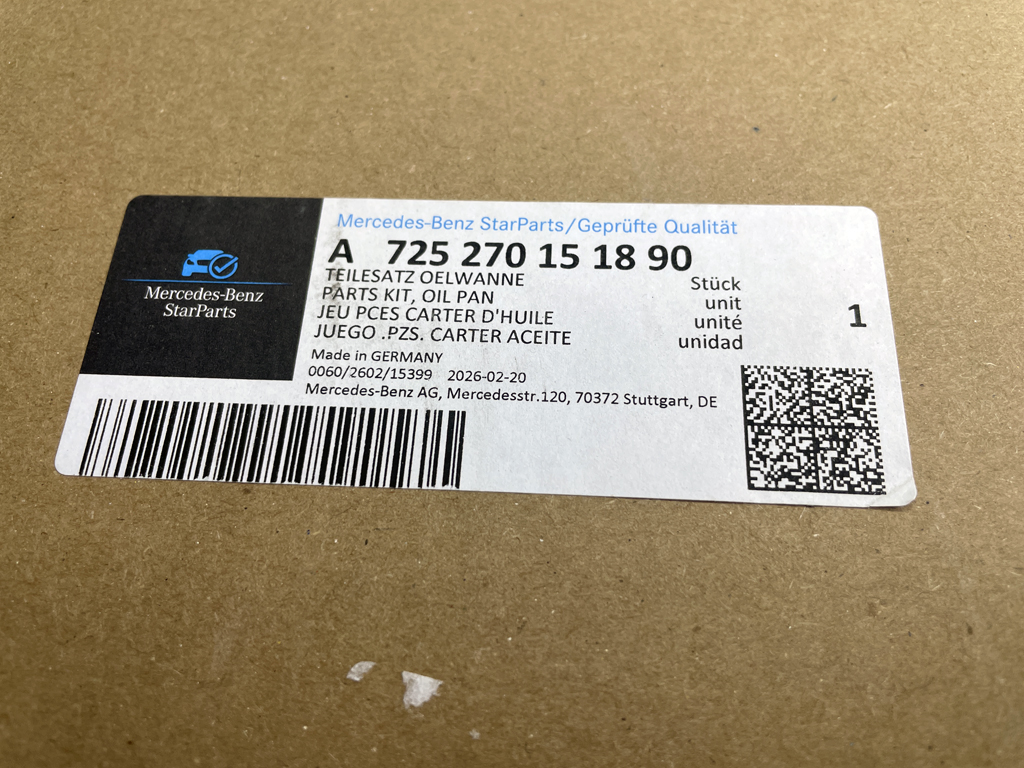 Mercedes-Benz
StarParts
Mercedes-Benz StarParts/Geprüfte Qualität
A 725 270 15 18 90
TEILESATZ OELWANNE
PARTS KIT, OIL PAN
JEU PCES CARTER D'HUILE
JUEGO .PZS. CARTER ACEITE
Stück
unit
unité
unidad
1
Made in GERMANY
0060/2602/15399 2026-02-20
Mercedes-Benz AG, Mercedesstr.120, 70372 Stuttgart, DE